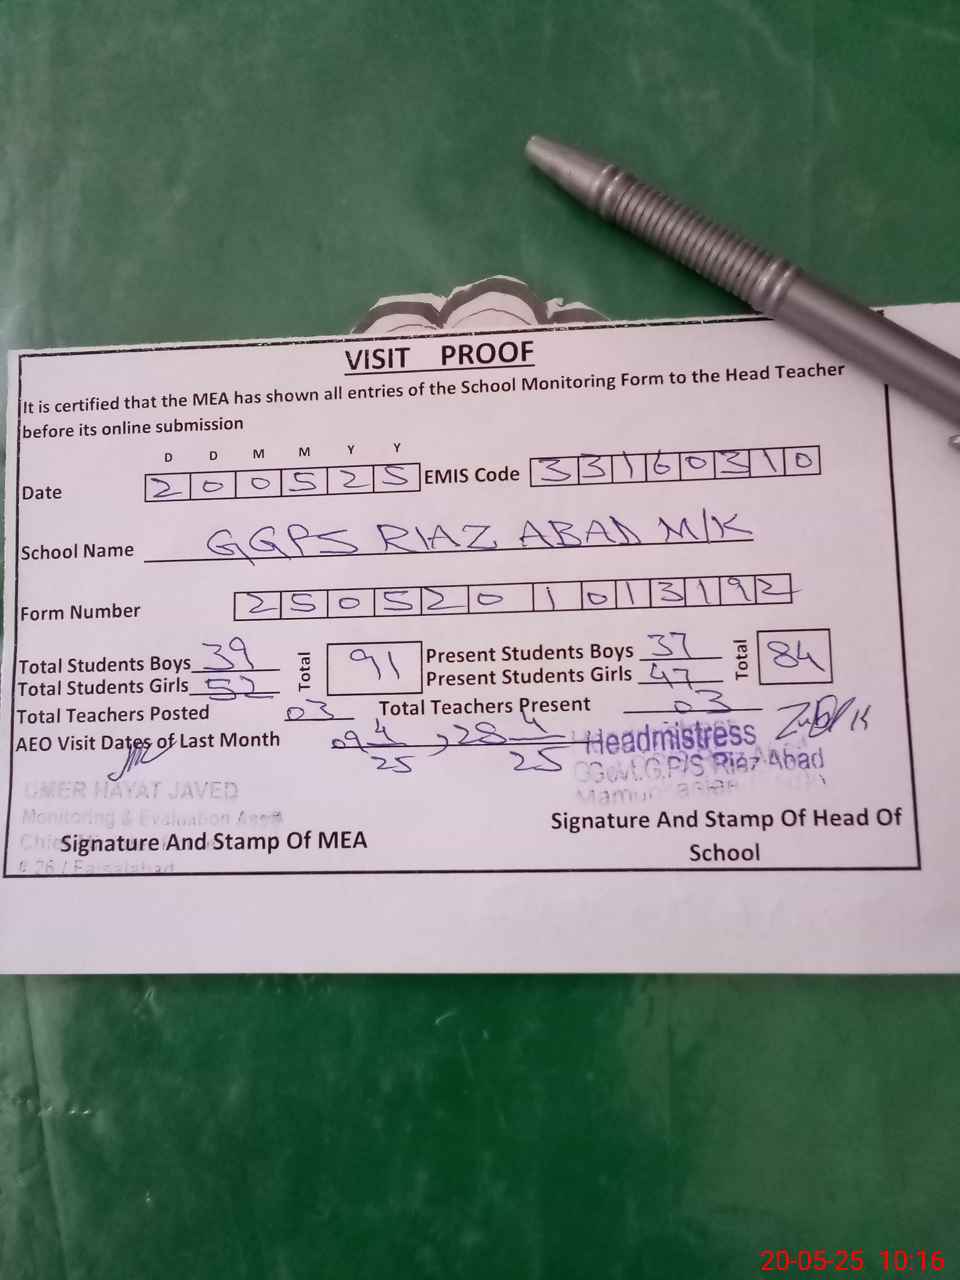 VISIT PROOF
It is certified that the MEA has shown all entries of the School Monitoring Form to the Head Teacher
before its online submission
D D M M Y Y
Date 2 0 0 5 2 5 EMIS Code 3 3 1 6 0 3 1 0
School Name GGPS RIAZ ABAD M/K
Form Number 2 5 0 5 2 0 1 0 1 3 1 9 2
Total Students Boys 39 Total 91 Present Students Boys 37 Total 84
Total Students Girls 52 Present Students Girls 47
Total Teachers Posted 03 Total Teachers Present 03
AEO Visit Dates of Last Month 09 4/25, 28 4/25
Headmistress
Govt. G.P/S Riaz Abad
OMER HAYAT JAVED
Monitoring & Evaluation
Signature And Stamp Of MEA
Signature And Stamp Of Head Of
School
20-05-25 10:16